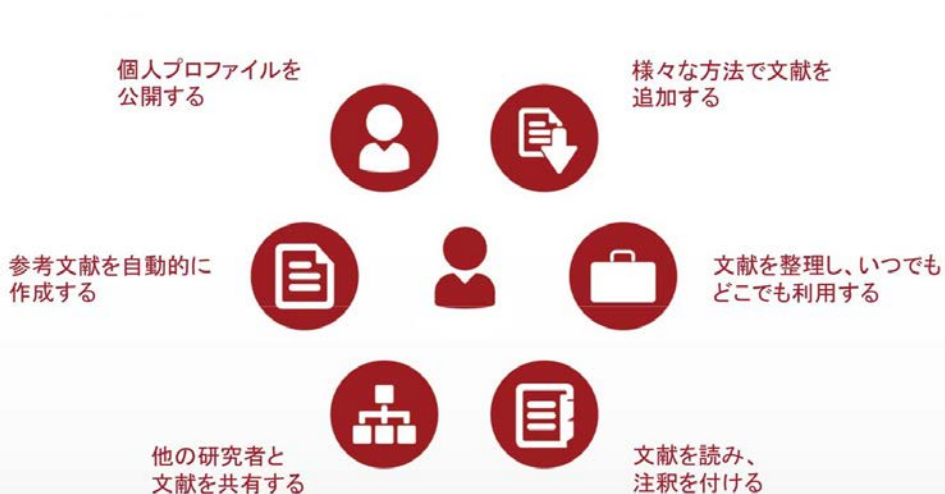 個人プロファイルを
公開する
様々な方法で文献を
追加する
参考文献を自動的に
作成する
文献を整理し、いつでも
どこでも利用する
他の研究者と
文献を共有する
文献を読み、
注釈を付ける